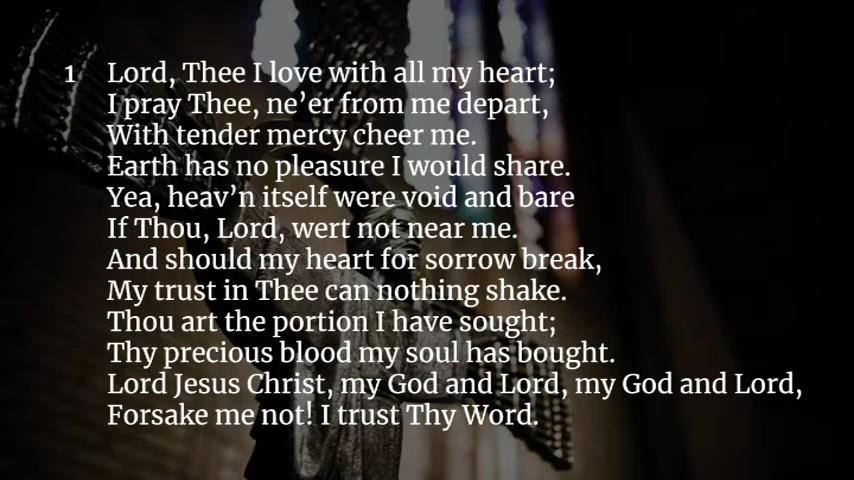 1 Lord, Thee I love with all my heart;
I pray Thee, ne’er from me depart,
With tender mercy cheer me.
Earth has no pleasure I would share.
Yea, heav’n itself were void and bare
If Thou, Lord, wert not near me.
And should my heart for sorrow break,
My trust in Thee can nothing shake.
Thou art the portion I have sought;
Thy precious blood my soul has bought.
Lord Jesus Christ, my God and Lord, my God and Lord,
Forsake me not! I trust Thy Word.